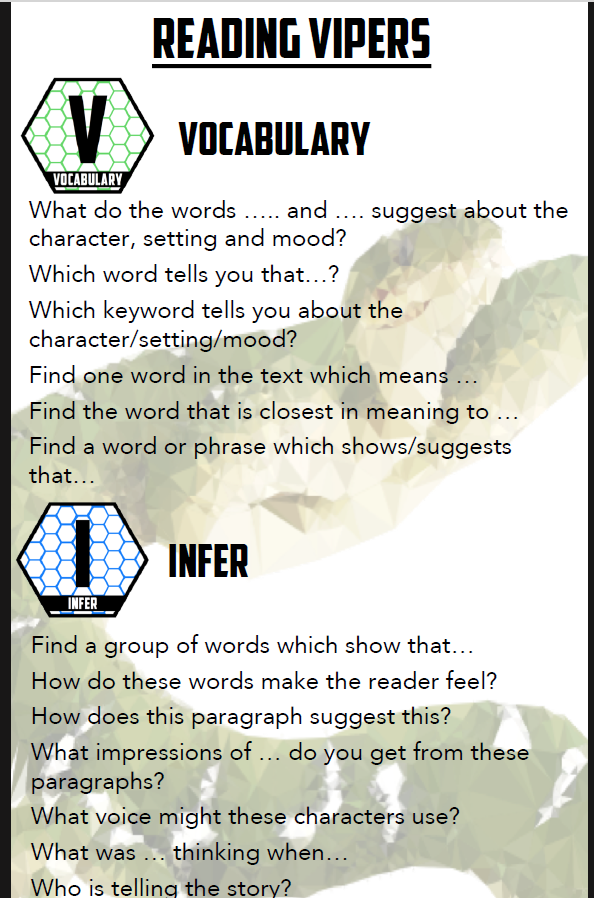 READING VIPERS
V
VOCABULARY
VOCABULARY
What do the words ..... and .... suggest about the
character, setting and mood?
Which word tells you that...?
Which keyword tells you about the
character/setting/mood?
Find one word in the text which means ...
Find the word that is closest in meaning to ...
Find a word or phrase which shows/suggests
that...
I
INFER
INFER
Find a group of words which show that...
How do these words make the reader feel?
How does this paragraph suggest this?
What impressions of ... do you get from these
paragraphs?
What voice might these characters use?
What was ... thinking when...
Who is telling the story?